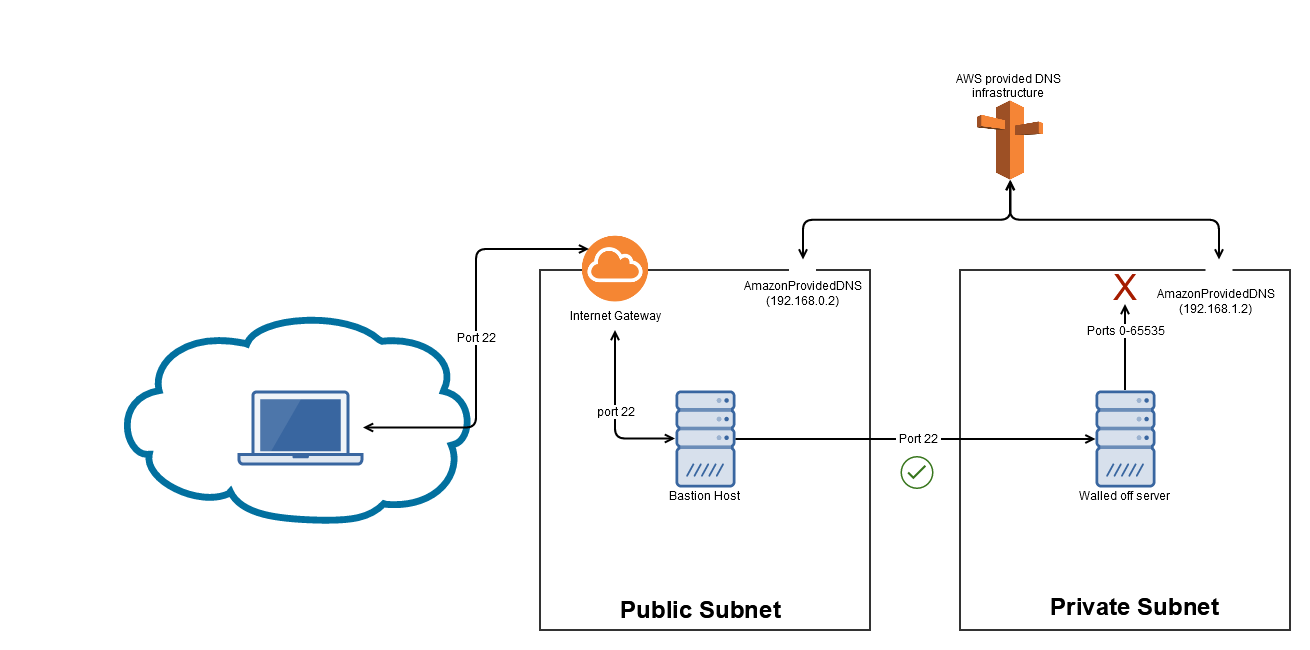 AWS provided DNS
infrastructure
Port 22
Internet Gateway
AmazonProvidedDNS
(192.168.0.2)
X
AmazonProvidedDNS
(192.168.1.2)
Ports 0-65535
port 22
Port 22
Bastion Host
Walled off server
Public Subnet
Private Subnet